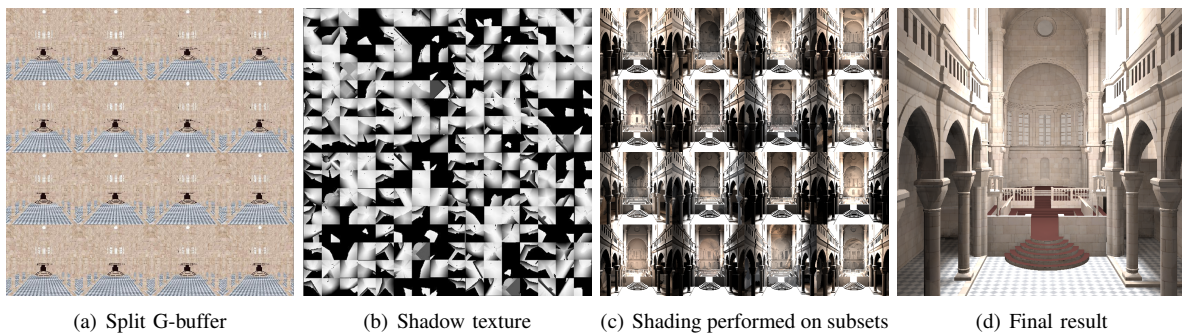 (a) Split G-buffer
(b) Shadow texture
(c) Shading performed on subsets
(d) Final result